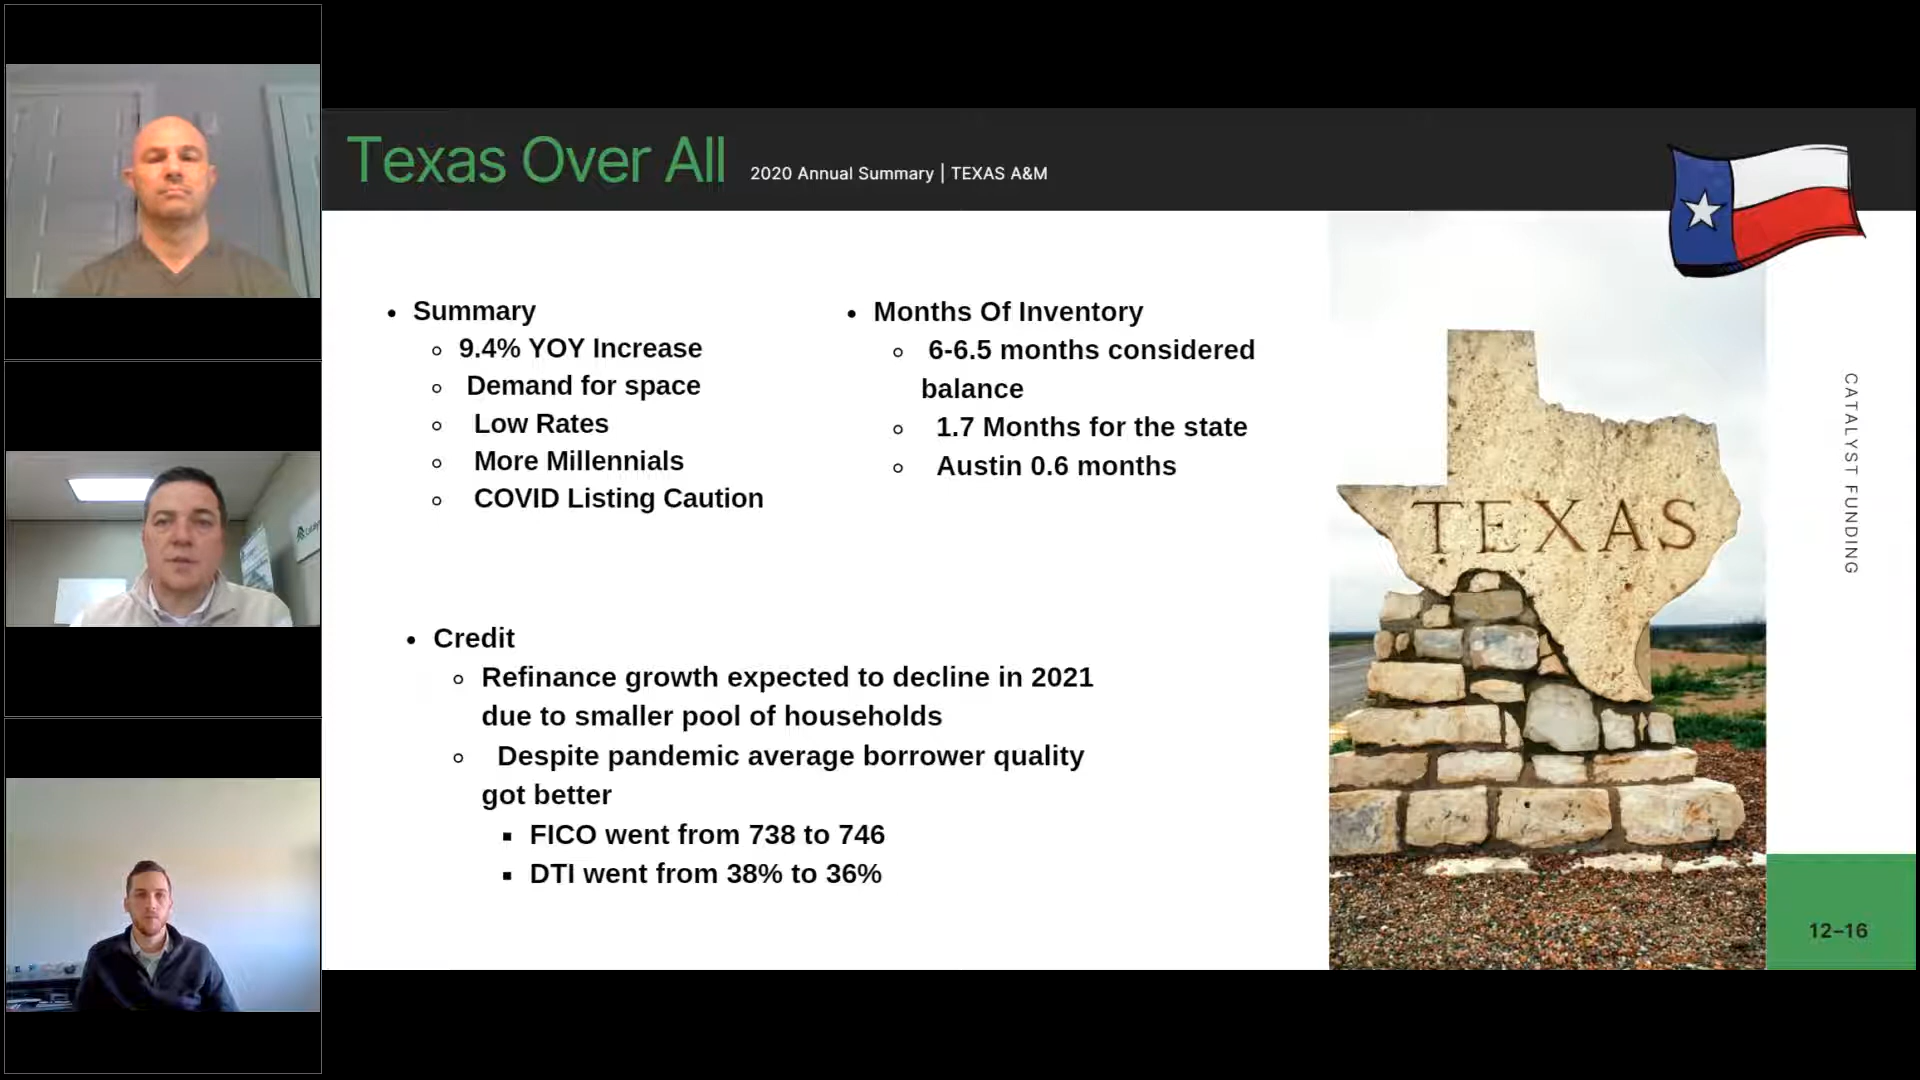 Texas Over All
2020 Annual Summary | TEXAS A&M
• Summary
9.4% YOY Increase
Demand for space
Low Rates
More Millennials
COVID Listing Caution
• Months Of Inventory
6-6.5 months considered
balance
1.7 Months for the state
Austin 0.6 months
• Credit
Refinance growth expected to decline in 2021
due to smaller pool of households
Despite pandemic average borrower quality
got better
FICO went from 738 to 746
DTI went from 38% to 36%
TEXAS
CATALYST FUNDING
12–16